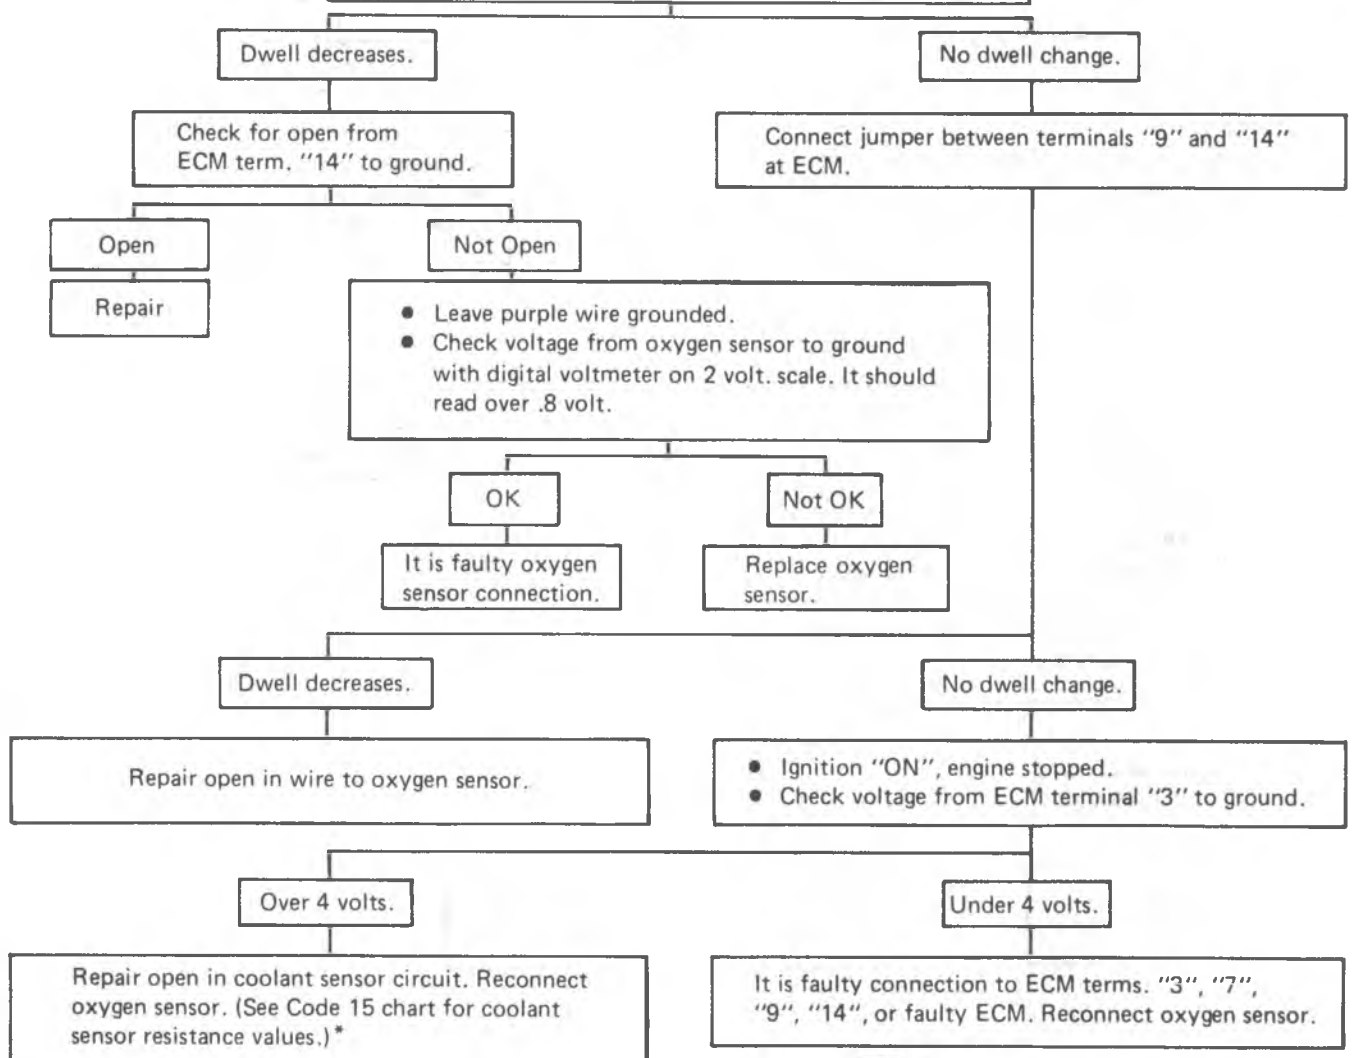 Dwell decreases.
No dwell change.
Check for open from
ECM term. "14" to ground.
Connect jumper between terminals "9" and "14"
at ECM.
Open
Not Open
Repair
● Leave purple wire grounded.
● Check voltage from oxygen sensor to ground
with digital voltmeter on 2 volt. scale. It should
read over .8 volt.
OK
Not OK
It is faulty oxygen
sensor connection.
Replace oxygen
sensor.
Dwell decreases.
No dwell change.
Repair open in wire to oxygen sensor.
● Ignition "ON", engine stopped.
● Check voltage from ECM terminal "3" to ground.
Over 4 volts.
Under 4 volts.
Repair open in coolant sensor circuit. Reconnect
oxygen sensor. (See Code 15 chart for coolant
sensor resistance values.)*
It is faulty connection to ECM terms. "3", "7",
"9", "14", or faulty ECM. Reconnect oxygen sensor.